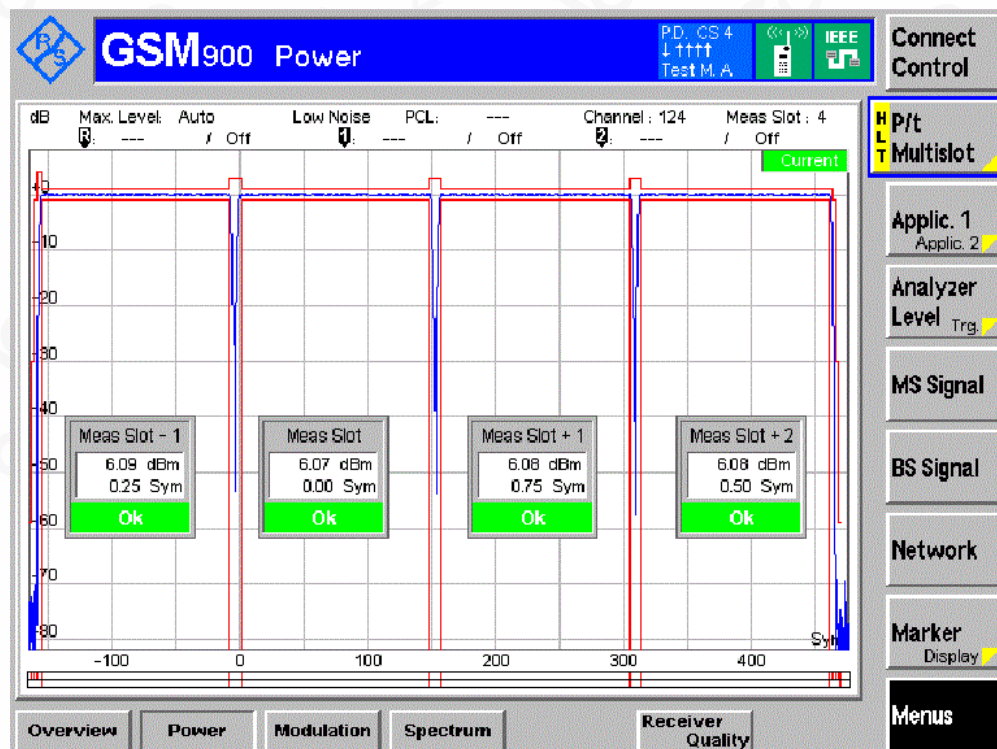 R/S
GSM900 Power
P.D. CS 4
↓ ↑↑↑↑
Test M. A
IEEE
Connect Control
dB Max. Level: Auto Low Noise PCL: --- Channel : 124 Meas Slot : 4
R: --- / Off 1: --- / Off 2: --- / Off
Current
H L T
P/t Multislot
Applic. 1
Applic. 2
Analyzer Level
Trg.
MS Signal
BS Signal
Network
Marker
Display
Menus
+0
-10
-20
-30
-40
-50
-60
-70
-80
Meas Slot - 1
6.09 dBm
0.25 Sym
Ok
Meas Slot
6.07 dBm
0.00 Sym
Ok
Meas Slot + 1
6.08 dBm
0.75 Sym
Ok
Meas Slot + 2
6.08 dBm
0.50 Sym
Ok
Sym
-100 0 100 200 300 400
Overview Power Modulation Spectrum Receiver Quality